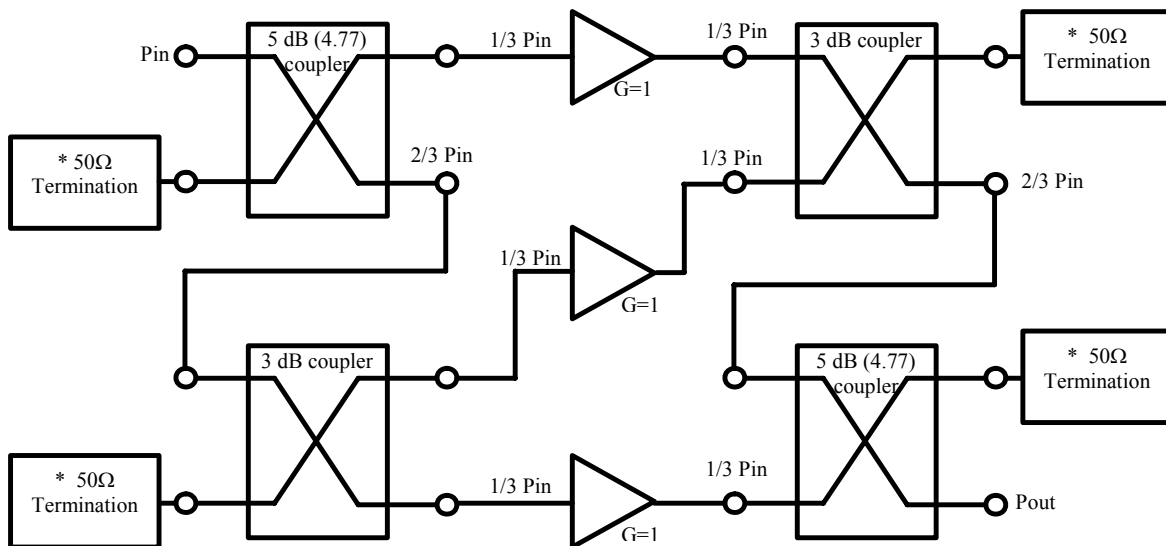 Pin
5 dB (4.77)
coupler
1/3 Pin
G=1
1/3 Pin
3 dB coupler
* 50Ω
Termination
* 50Ω
Termination
2/3 Pin
1/3 Pin
2/3 Pin
1/3 Pin
G=1
3 dB coupler
5 dB (4.77)
coupler
* 50Ω
Termination
* 50Ω
Termination
1/3 Pin
G=1
1/3 Pin
Pout